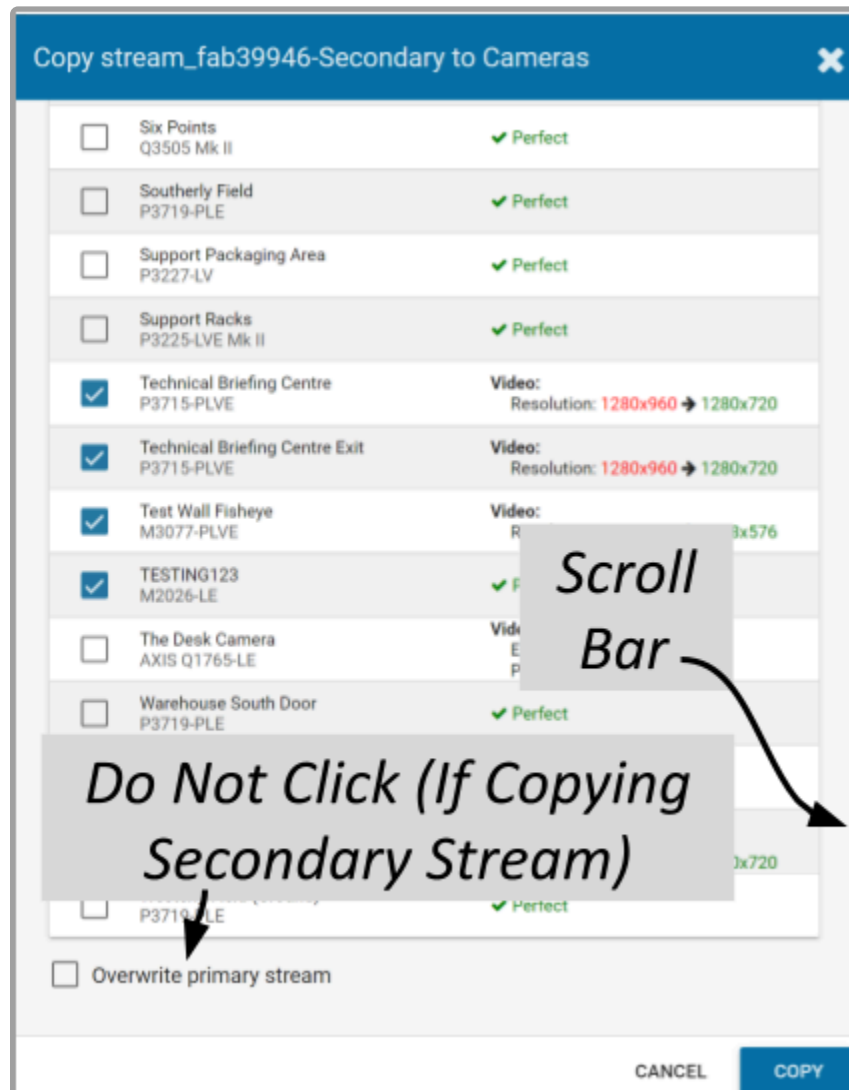 Copy stream_fab39946-Secondary to Cameras
Six Points
Q3505 Mk II
Perfect
Southerly Field
P3719-PLE
Perfect
Support Packaging Area
P3227-LV
Perfect
Support Racks
P3225-LVE Mk II
Perfect
Technical Briefing Centre
P3715-PLVE
Video:
Resolution: 1280x960 → 1280x720
Technical Briefing Centre Exit
P3715-PLVE
Video:
Resolution: 1280x960 → 1280x720
Test Wall Fisheye
M3077-PLVE
Video:
x576
TESTING123
M2026-LE
The Desk Camera
AXIS Q1765-LE
Scroll
Bar
Warehouse South Door
P3719-PLE
Perfect
Do Not Click (If Copying
Secondary Stream)
x720
Perfect
Overwrite primary stream
CANCEL
COPY